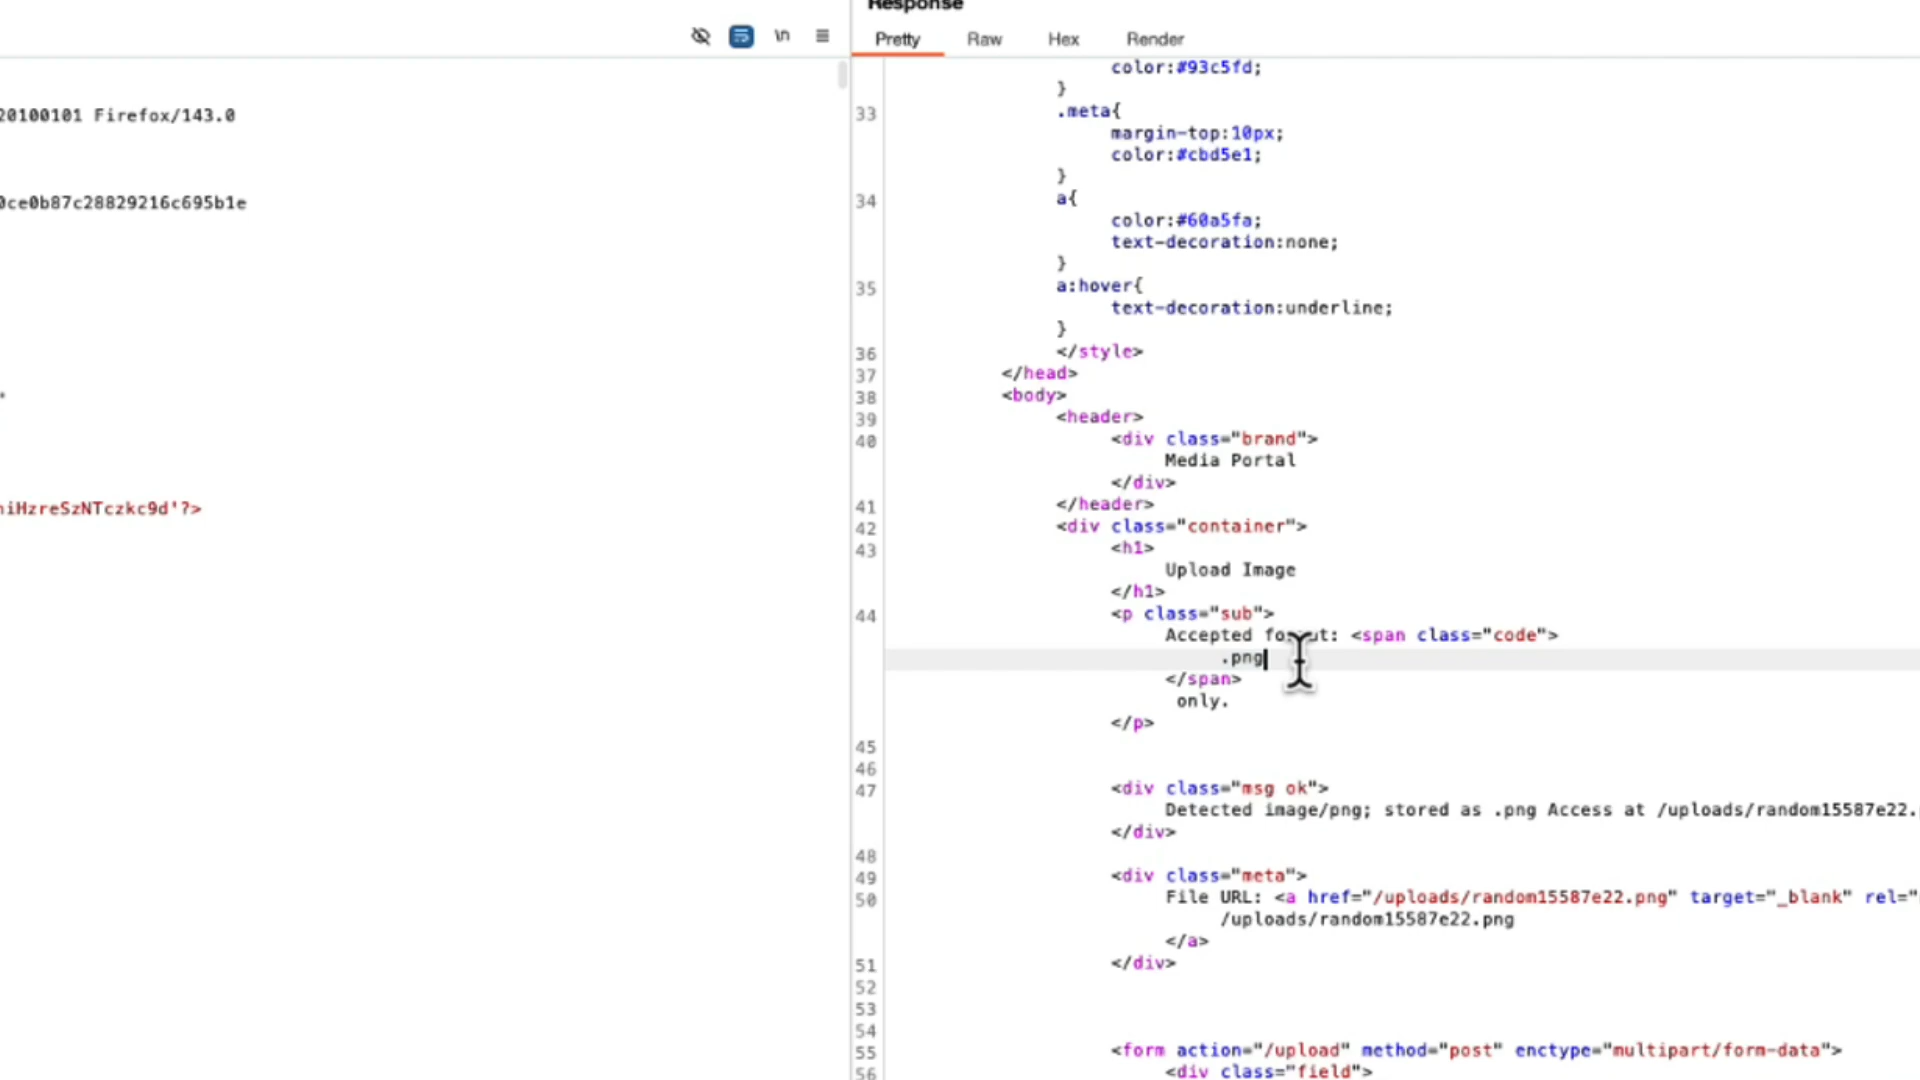 Response
\n
Pretty
Raw
Hex
Render
20100101 Firefox/143.0
0ce0b87c28829216c695b1e
niHzreSzNTczkc9d'?>
color:#93c5fd;
}
33 .meta{
margin-top:10px;
color:#cbd5e1;
}
34 a{
color:#60a5fa;
text-decoration:none;
}
35 a:hover{
text-decoration:underline;
}
36 </style>
37 </head>
38 <body>
39 <header>
40 <div class="brand">
Media Portal
</div>
41 </header>
42 <div class="container">
43 <h1>
Upload Image
</h1>
44 <p class="sub">
Accepted : <span class="code">
.png
</span>
only.
</p>
45
46
47 <div class="msg ok">
Detected image/png; stored as .png Access at /uploads/random15587e22.
</div>
48
49 <div class="meta">
50 File URL: <a href="/uploads/random15587e22.png" target="_blank" rel="
/uploads/random15587e22.png
</a>
51 </div>
52
53
54
55 <form action="/upload" method="post" enctype="multipart/form-data">
56 <div class="field">